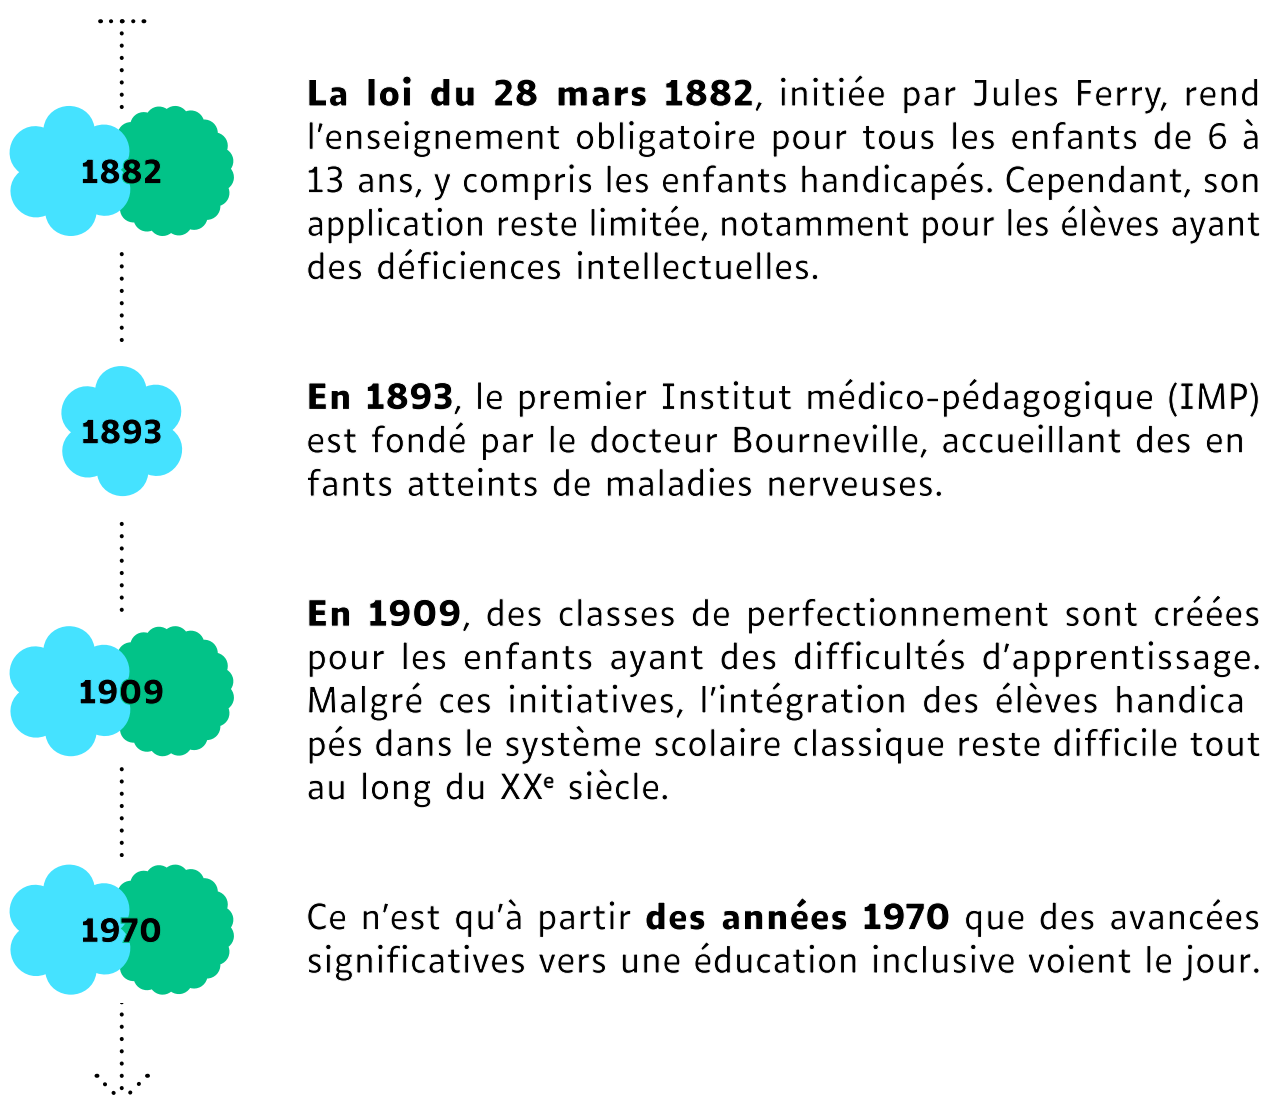 1882
La loi du 28 mars 1882, initiée par Jules Ferry, rend
l’enseignement obligatoire pour tous les enfants de 6 à
13 ans, y compris les enfants handicapés. Cependant, son
application reste limitée, notamment pour les élèves ayant
des déficiences intellectuelles.
1893
En 1893, le premier Institut médico-pédagogique (IMP)
est fondé par le docteur Bourneville, accueillant des en
fants atteints de maladies nerveuses.
1909
En 1909, des classes de perfectionnement sont créées
pour les enfants ayant des difficultés d’apprentissage.
Malgré ces initiatives, l’intégration des élèves handica
pés dans le système scolaire classique reste difficile tout
au long du XXᵉ siècle.
1970
Ce n’est qu’à partir des années 1970 que des avancées
significatives vers une éducation inclusive voient le jour.